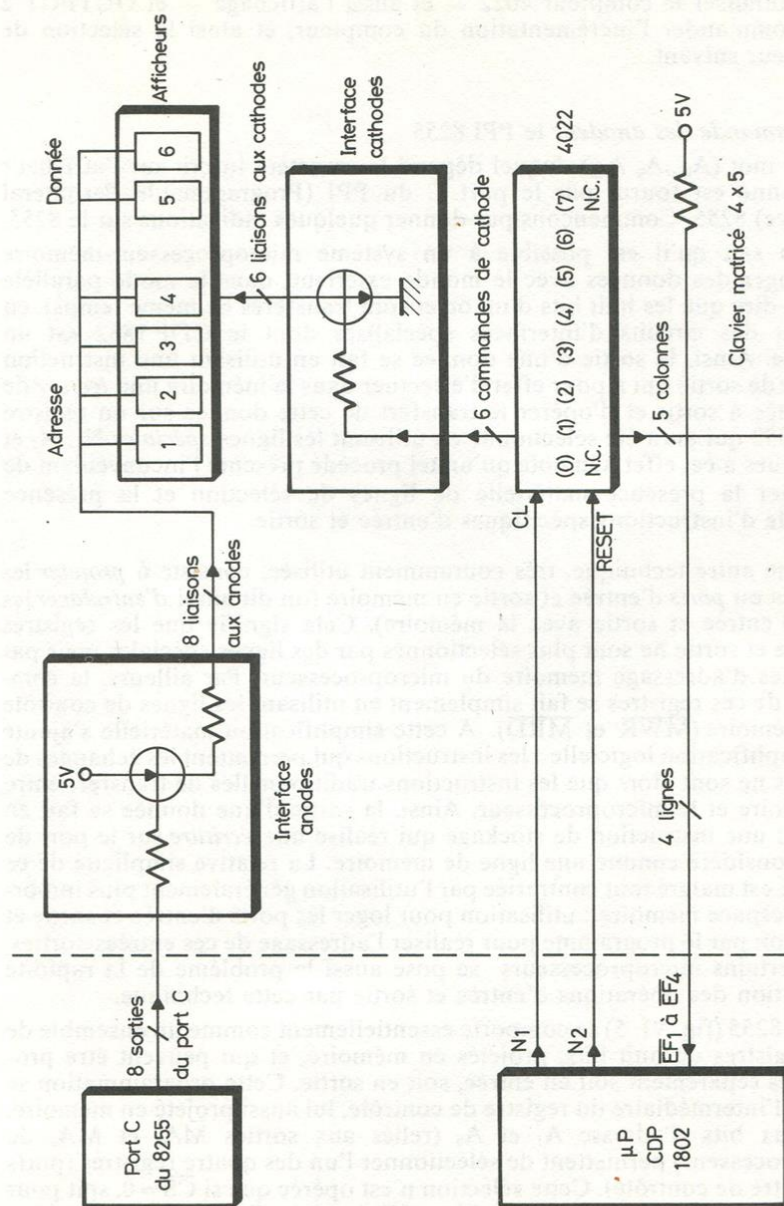 Port C
du 8255
8 sorties
du port C
5V
Interface
anodes
8 liaisons
aux anodes
Adresse
Donnée
Afficheurs
1 2 3 4 5 6
6 liaisons aux cathodes
Interface
cathodes
6 commandes de cathode
(0) (1) (2) (3) (4) (5) (6) (7)
N.C.
N.C.
4022
CL
RESET
N1
N2
EF₁ à EF₄
µP
CDP
1802
4 lignes
5 colonnes
Clavier matricé 4 x 5
5V